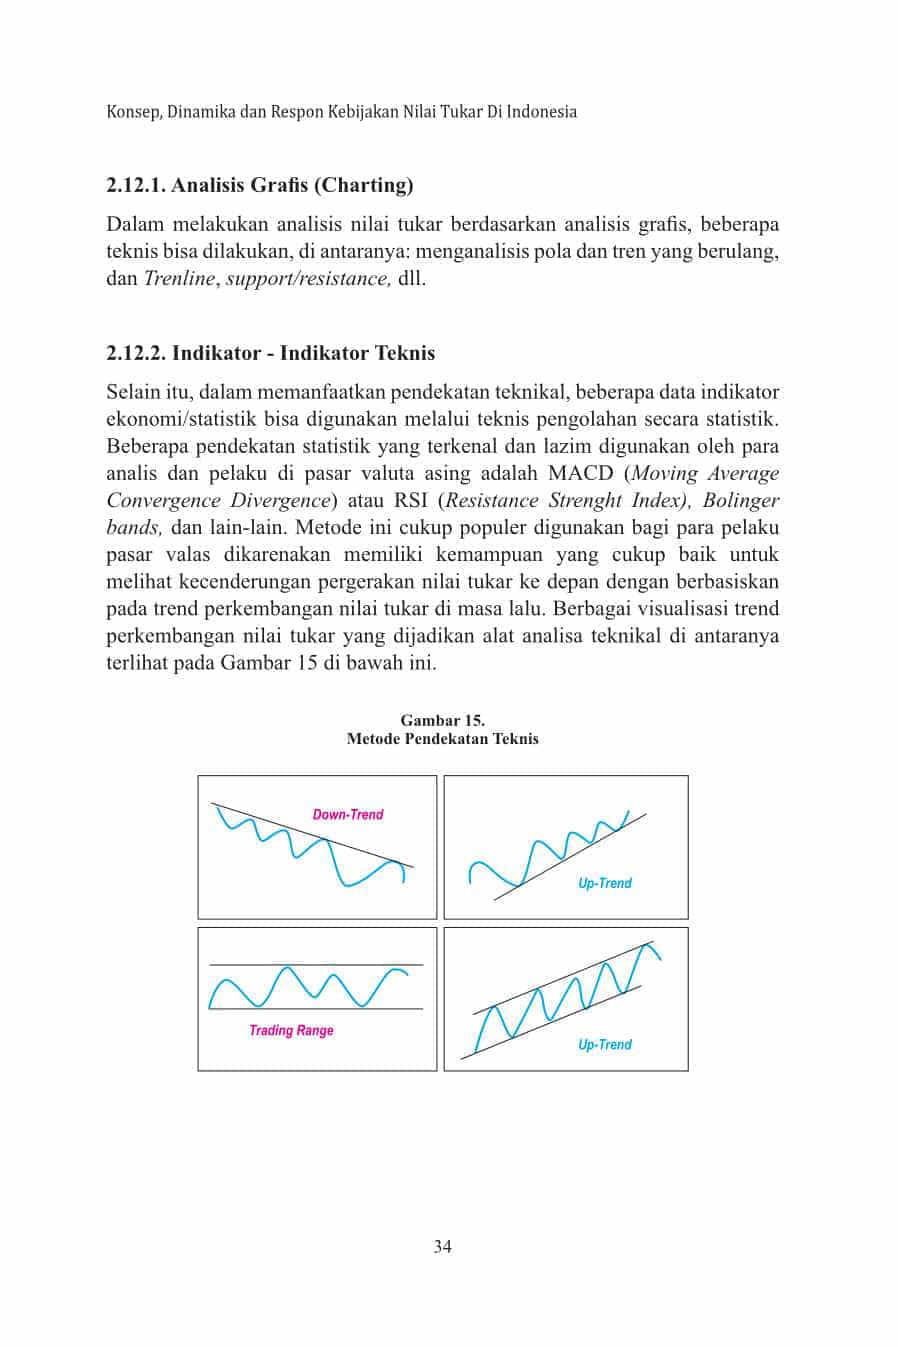 Konsep, Dinamika dan Respon Kebijakan Nilai Tukar Di Indonesia
2.12.1. Analisis Grafis (Charting)
Dalam melakukan analisis nilai tukar berdasarkan analisis grafis, beberapa
teknis bisa dilakukan, di antaranya: menganalisis pola dan tren yang berulang,
dan Trenline, support/resistance, dll.
2.12.2. Indikator - Indikator Teknis
Selain itu, dalam memanfaatkan pendekatan teknikal, beberapa data indikator
ekonomi/statistik bisa digunakan melalui teknis pengolahan secara statistik.
Beberapa pendekatan statistik yang terkenal dan lazim digunakan oleh para
analis dan pelaku di pasar valuta asing adalah MACD (Moving Average
Convergence Divergence) atau RSI (Resistance Strenght Index), Bolinger
bands, dan lain-lain. Metode ini cukup populer digunakan bagi para pelaku
pasar valas dikarenakan memiliki kemampuan yang cukup baik untuk
melihat kecenderungan pergerakan nilai tukar ke depan dengan berbasiskan
pada trend perkembangan nilai tukar di masa lalu. Berbagai visualisasi trend
perkembangan nilai tukar yang dijadikan alat analisa teknikal di antaranya
terlihat pada Gambar 15 di bawah ini.
Gambar 15.
Metode Pendekatan Teknis
Down-Trend
Up-Trend
Trading Range
Up-Trend
34